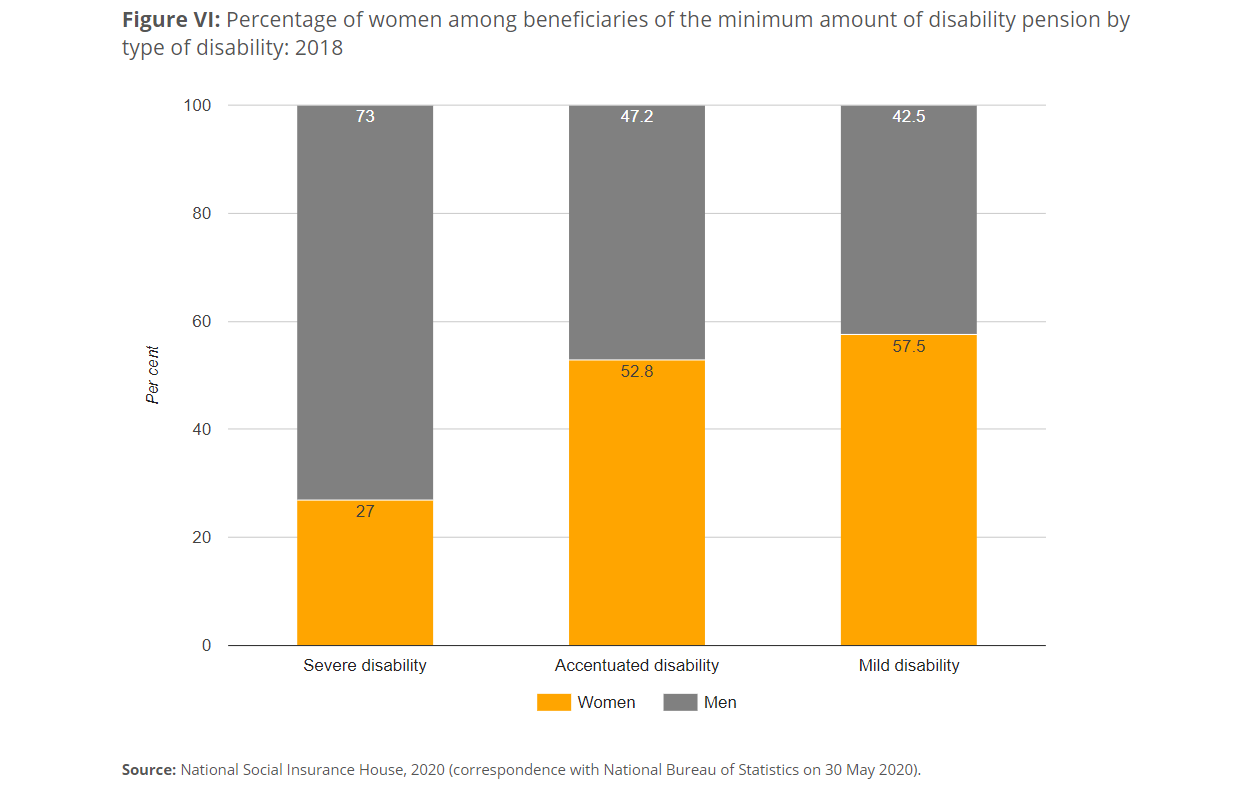 Figure VI: Percentage of women among beneficiaries of the minimum amount of disability pension by
type of disability: 2018
100
73
47.2
42.5
80
60
Per cent
57.5
52.8
40
27
20
0
Severe disability
Accentuated disability
Mild disability
Women
Men
Source: National Social Insurance House, 2020 (correspondence with National Bureau of Statistics on 30 May 2020).